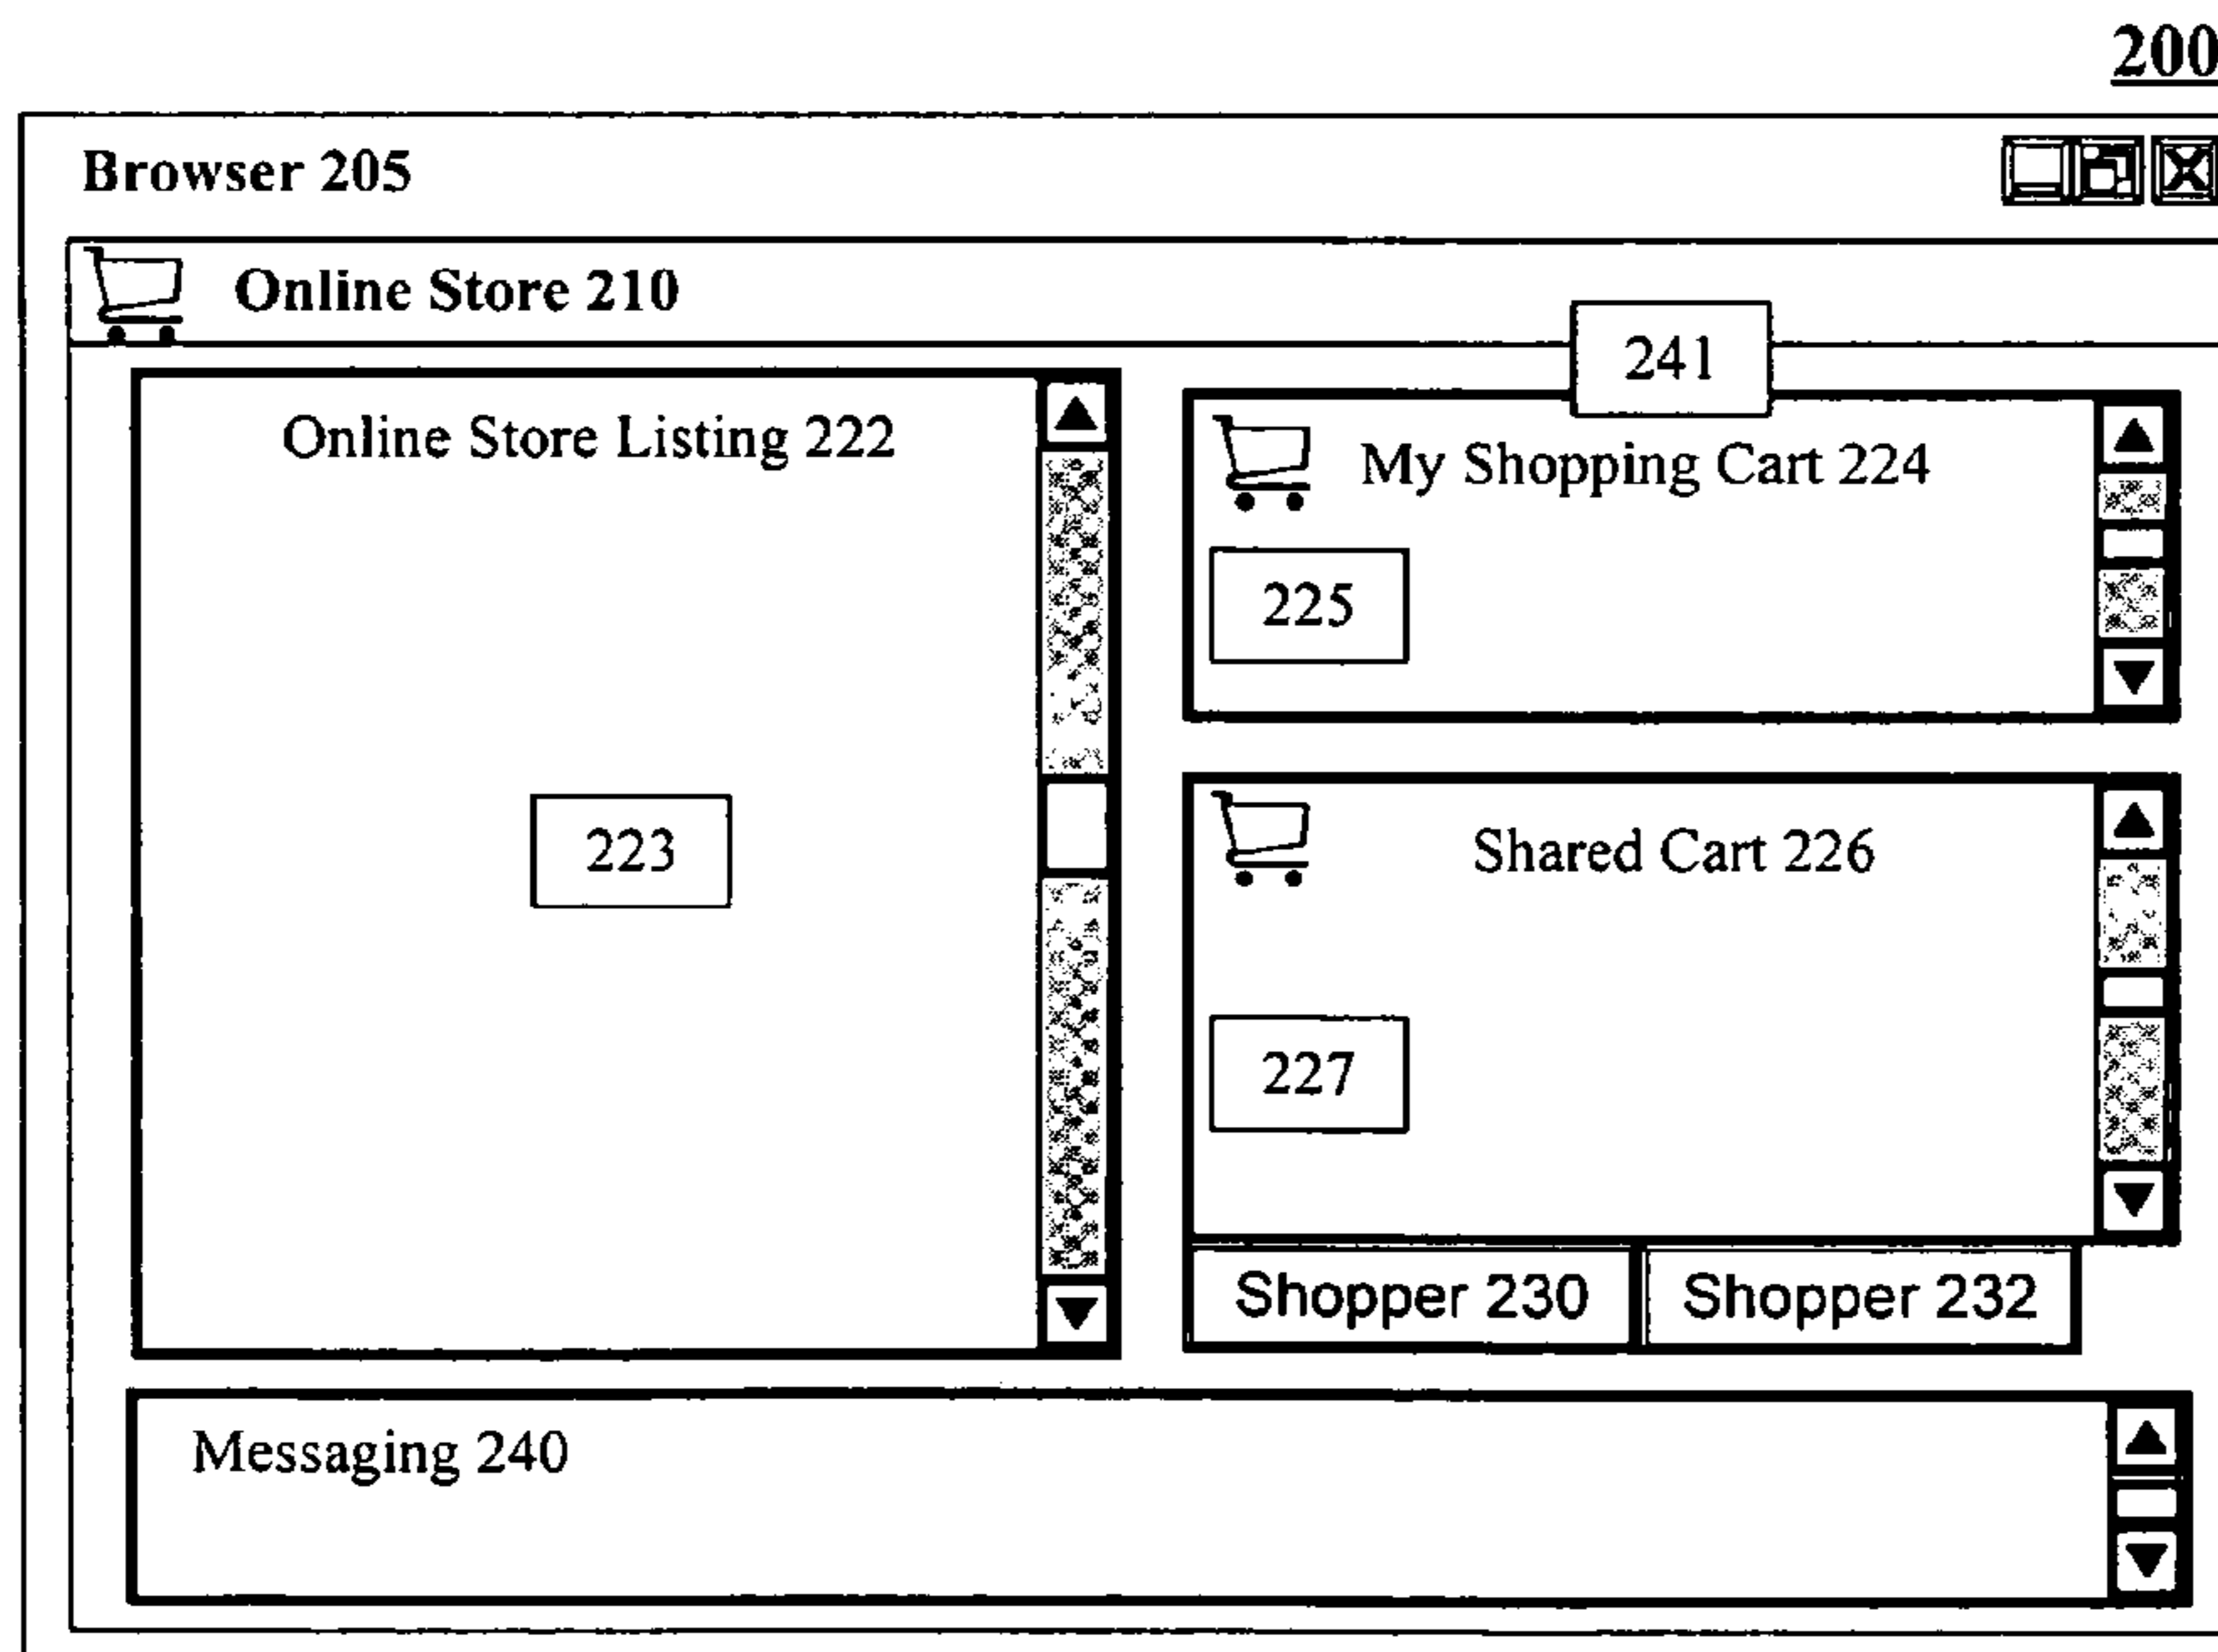 200
Browser 205
Online Store 210
241
Online Store Listing 222
My Shopping Cart 224
225
223
Shared Cart 226
227
Shopper 230
Shopper 232
Messaging 240